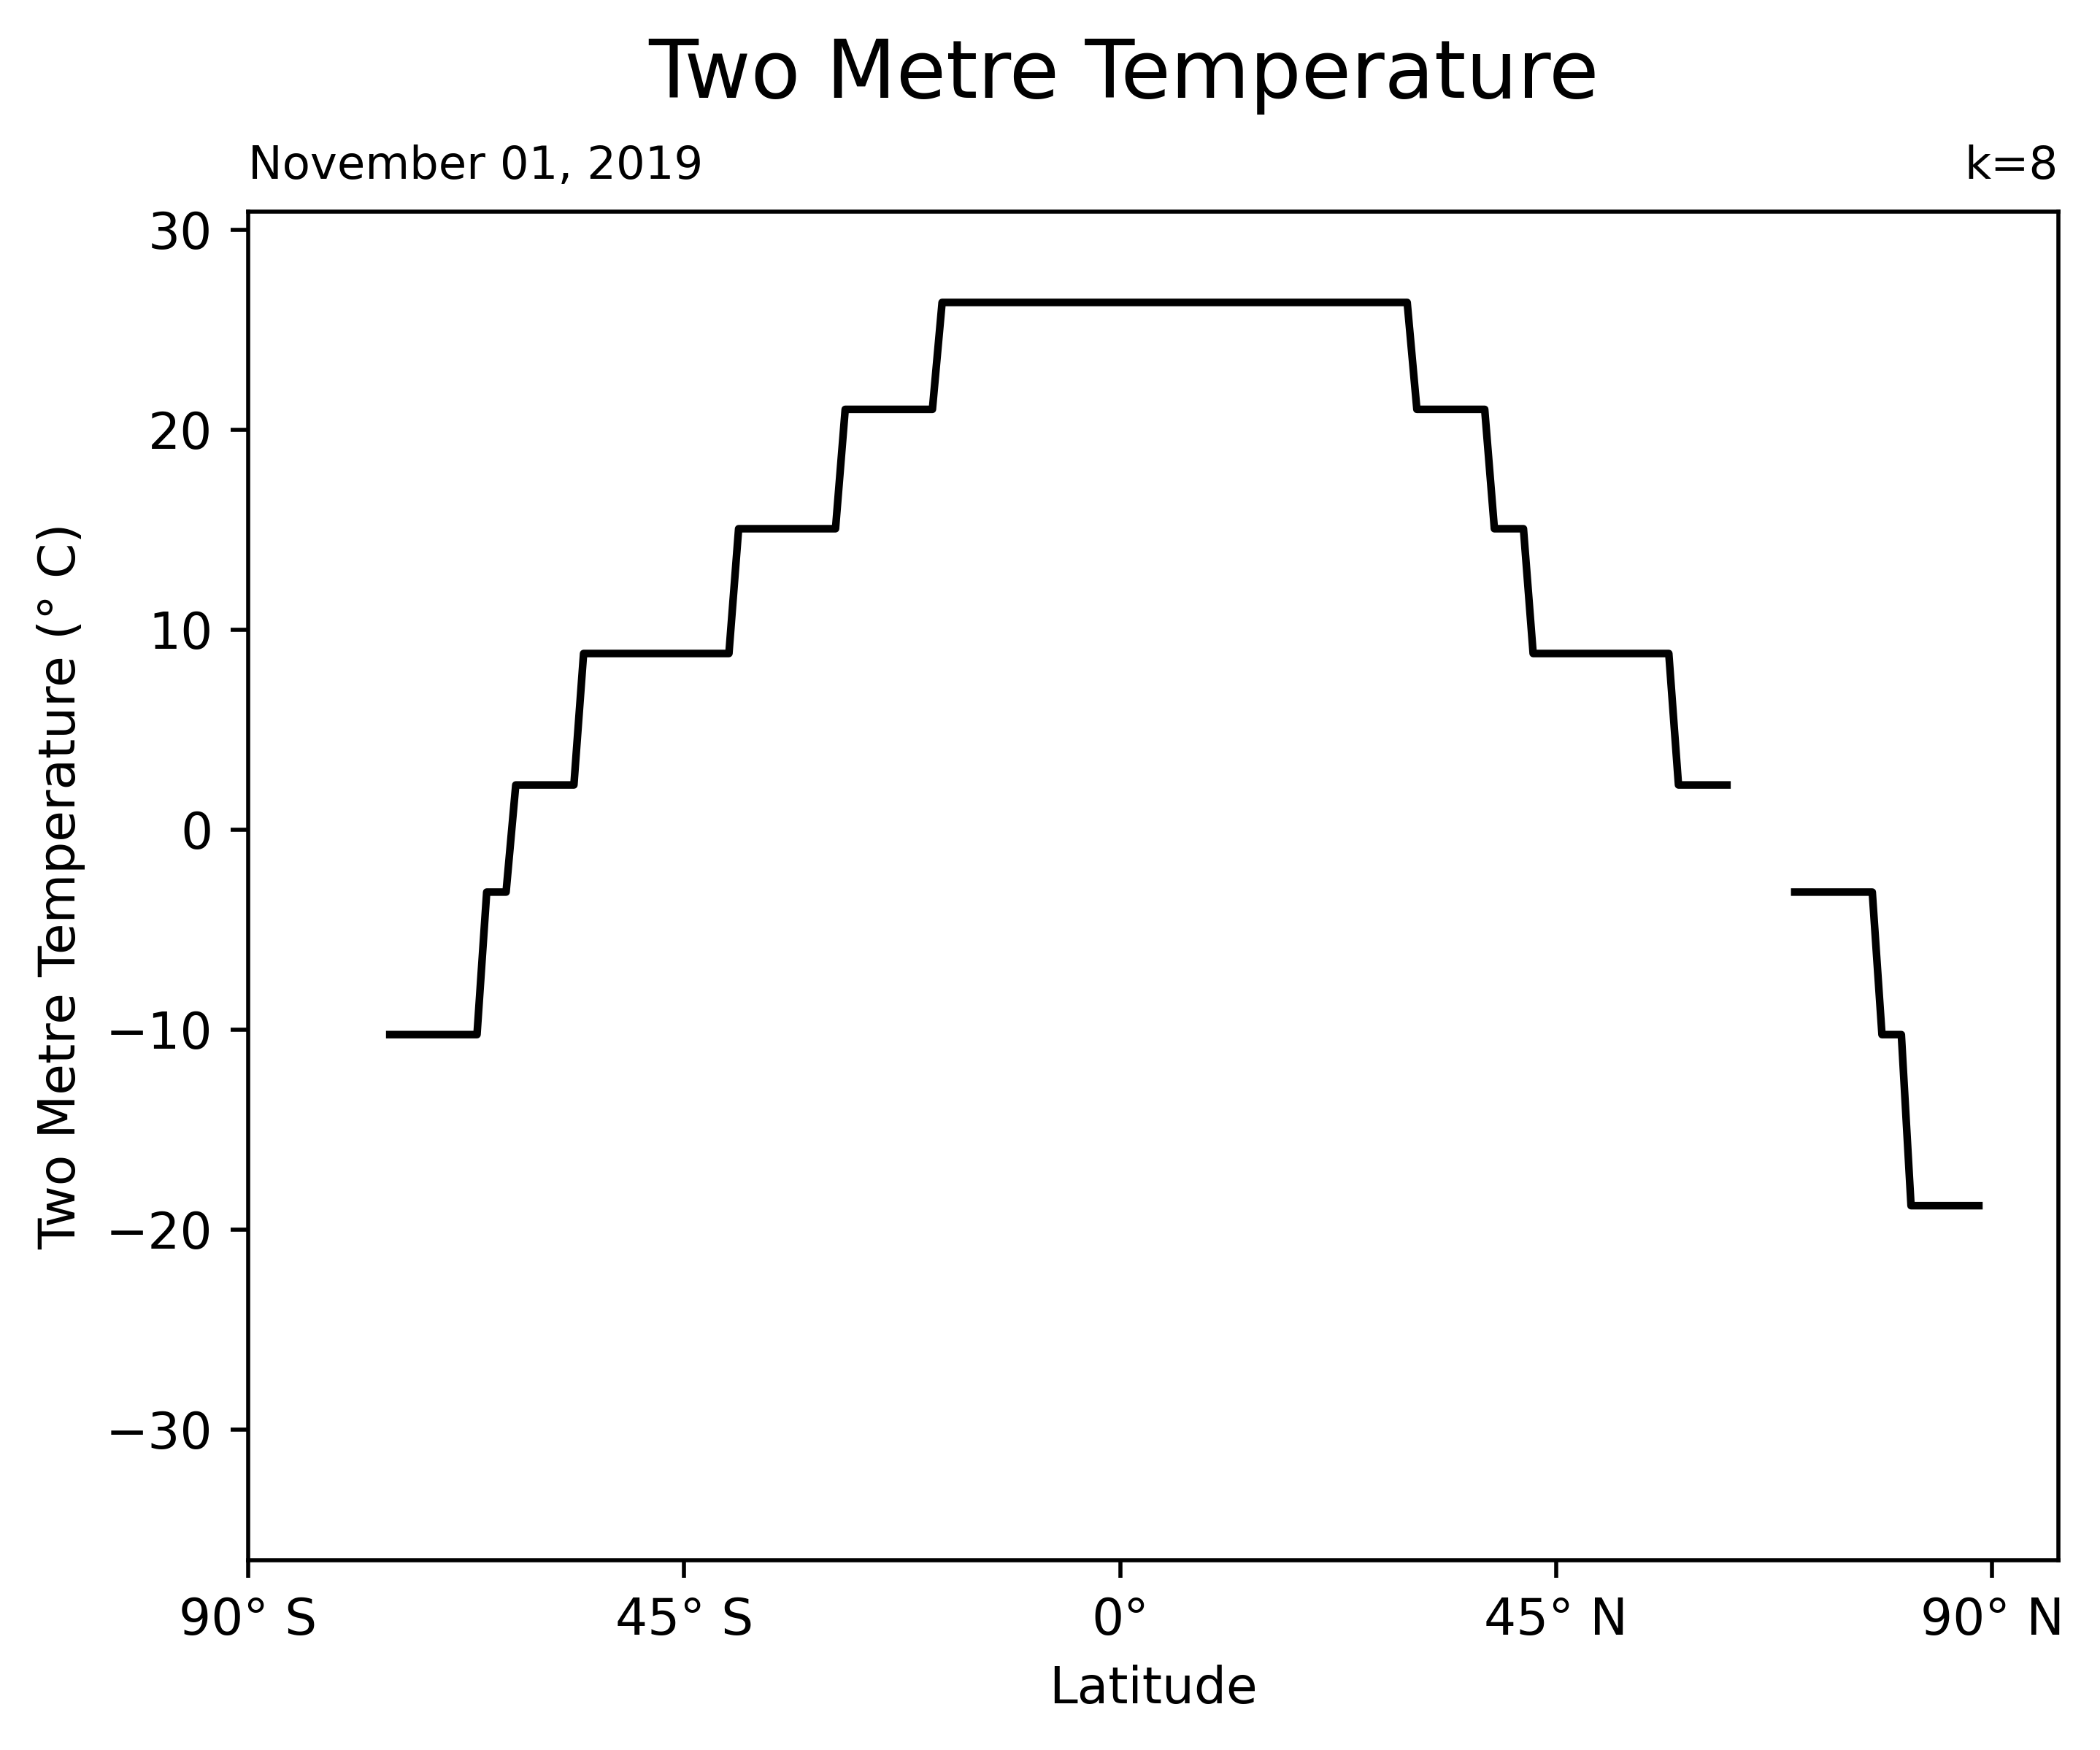 Two Metre Temperature
November 01, 2019
k=8
30
20
10
0
−10
−20
−30
Two Metre Temperature (° C)
90° S
45° S
0°
45° N
90° N
Latitude